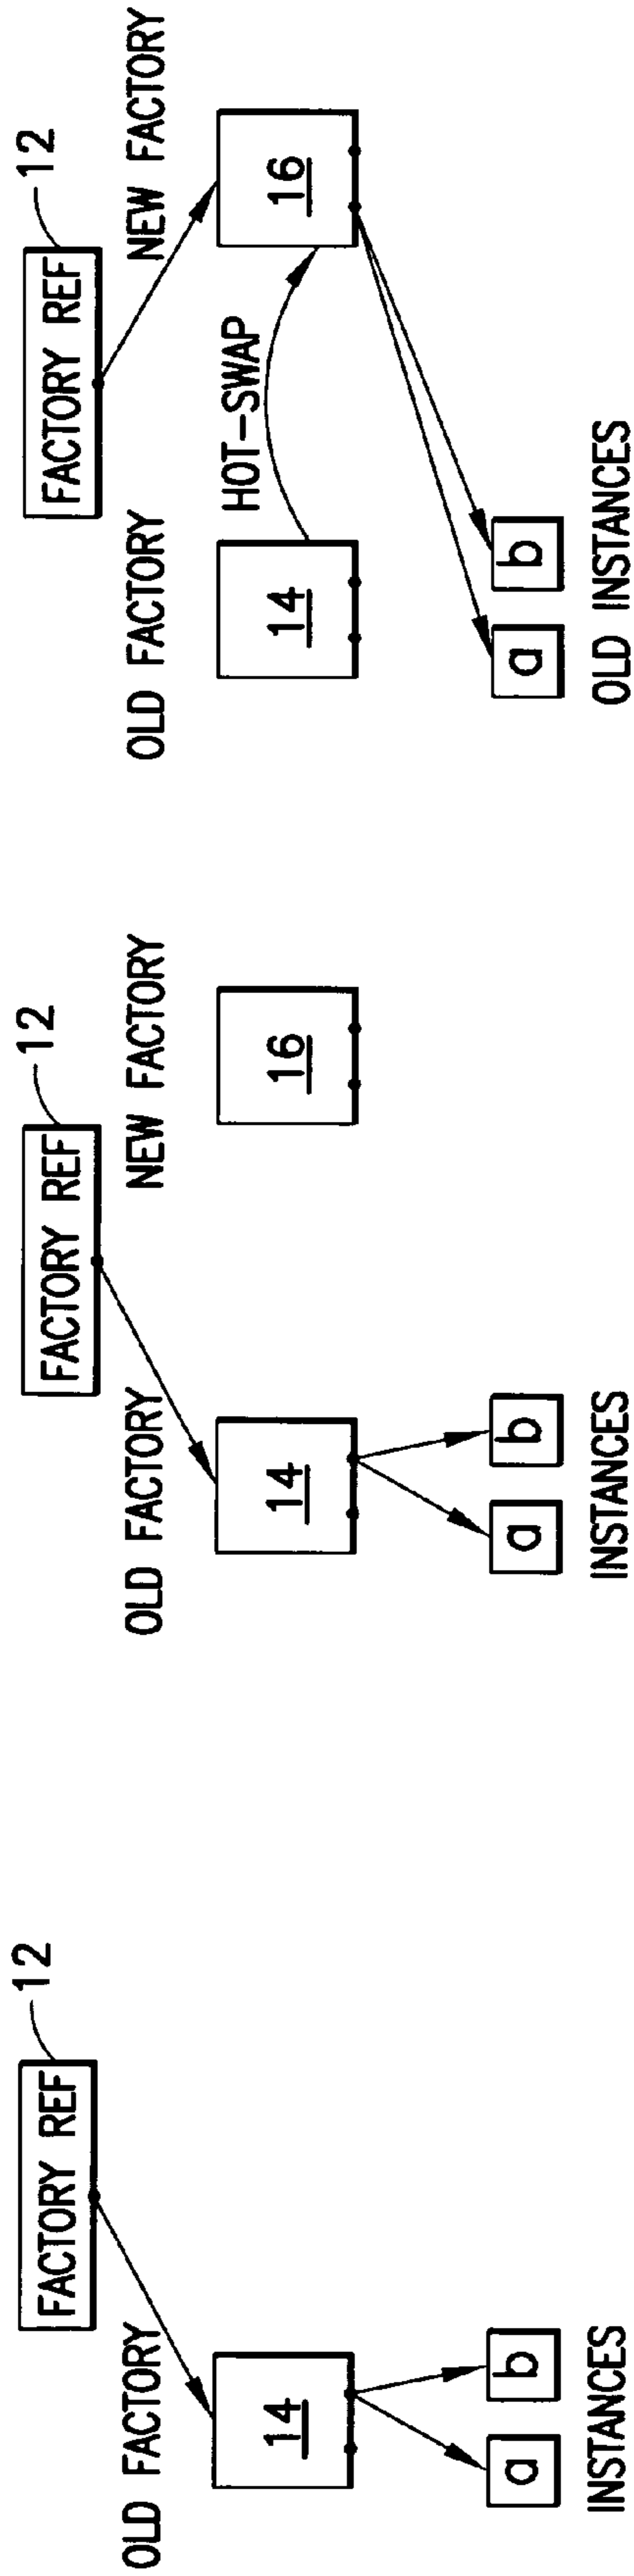 12
FACTORY REF
OLD FACTORY
14
a
b
INSTANCES
12
FACTORY REF
OLD FACTORY
NEW FACTORY
14
16
a
b
INSTANCES
12
FACTORY REF
OLD FACTORY
NEW FACTORY
HOT-SWAP
14
16
a
b
OLD INSTANCES